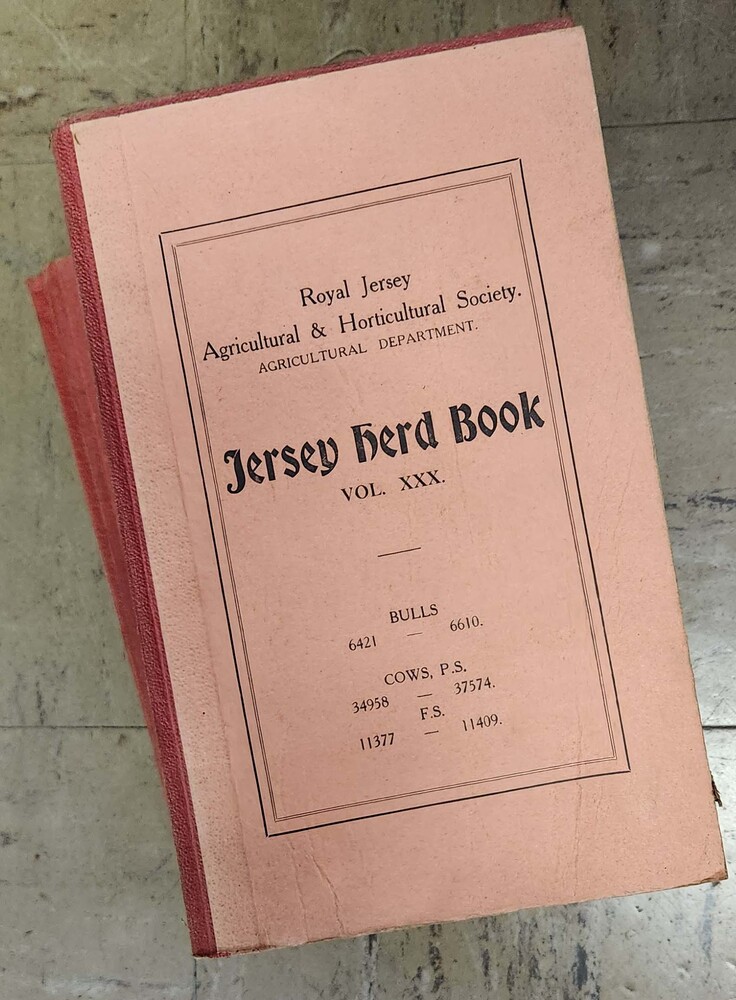 Royal Jersey
Agricultural & Horticultural Society.
AGRICULTURAL DEPARTMENT.
Jersey Herd Book
VOL. XXX.
BULLS
6421 — 6610.
COWS, P.S.
34958 — 37574.
F.S.
11377 — 11409.